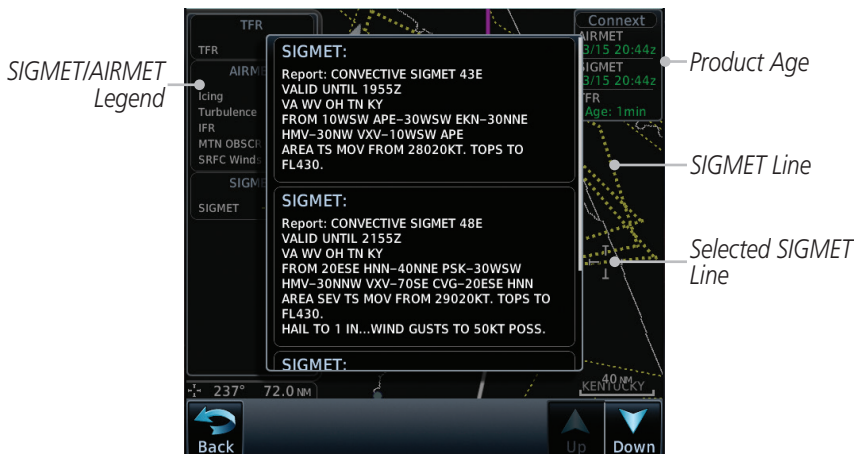 TFR
TFR
AIRME
Icing
Turbulence
IFR
MTN OBSCR
SRFC Winds
SIGME
SIGMET
SIGMET:
Report: CONVECTIVE SIGMET 43E
VALID UNTIL 1955Z
VA WV OH TN KY
FROM 10WSW APE-30WSW EKN-30NNE
HMV-30NW VXV-10WSW APE
AREA TS MOV FROM 28020KT. TOPS TO
FL430.
SIGMET:
Report: CONVECTIVE SIGMET 48E
VALID UNTIL 2155Z
VA WV OH TN KY
FROM 20ESE HNN-40NNE PSK-30WSW
HMV-30NNW VXV-70SE CVG-20ESE HNN
AREA SEV TS MOV FROM 29020KT. TOPS TO
FL430.
HAIL TO 1 IN...WIND GUSTS TO 50KT POSS.
SIGMET:
Connext
AIRMET
3/15 20:44z
SIGMET
3/15 20:44z
TFR
Age: 1min
SIGMET/AIRMET
Legend
Product Age
SIGMET Line
Selected SIGMET
Line
237° 72.0 NM
40 NM
KENTUCKY
Back
Up
Down